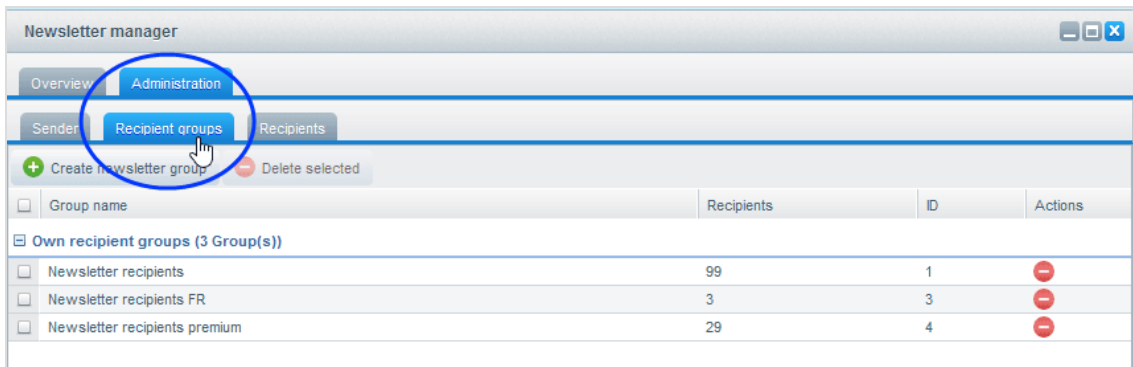 Newsletter manager
Overview Administration
Sender Recipient groups Recipients
Create newsletter group Delete selected
Group name Recipients ID Actions
Own recipient groups (3 Group(s))
Newsletter recipients 99 1
Newsletter recipients FR 3 3
Newsletter recipients premium 29 4